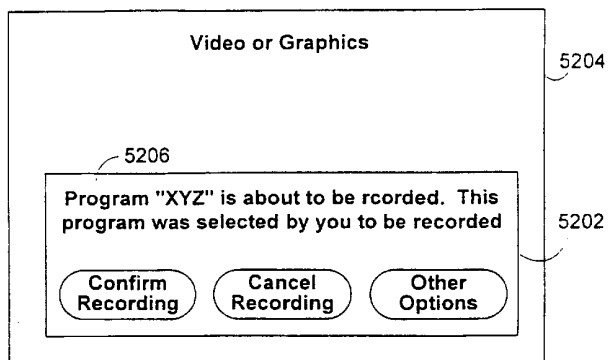 Video or Graphics
5204
5206
Program "XYZ" is about to be rcorded. This
program was selected by you to be recorded
5202
Confirm Cancel Other
Recording Recording Options